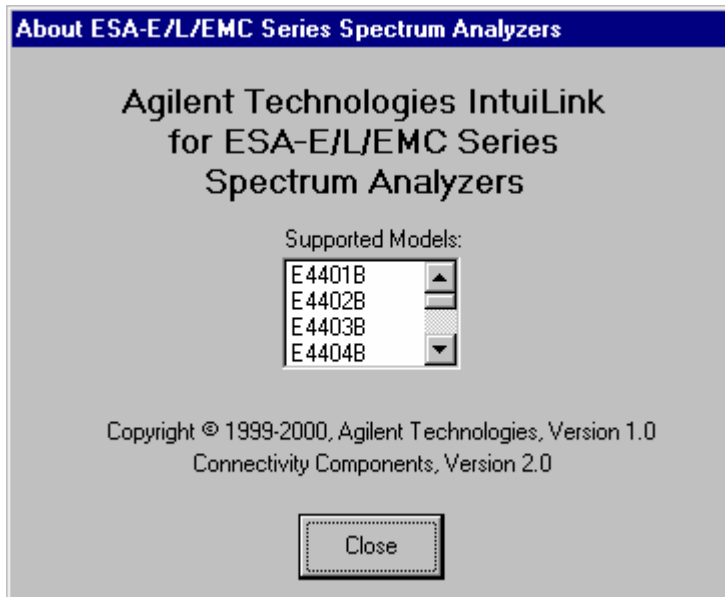 About ESA-E/L/EMC Series Spectrum Analyzers
Agilent Technologies IntuiLink
for ESA-E/L/EMC Series
Spectrum Analyzers
Supported Models:
E4401B
E4402B
E4403B
E4404B
Copyright © 1999-2000, Agilent Technologies, Version 1.0
Connectivity Components, Version 2.0
Close